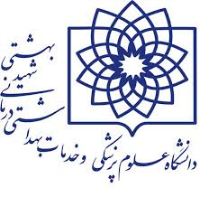 دانشگاه علوم پزشکی و خدمات بهداشتی درمانی شهید بهشتی